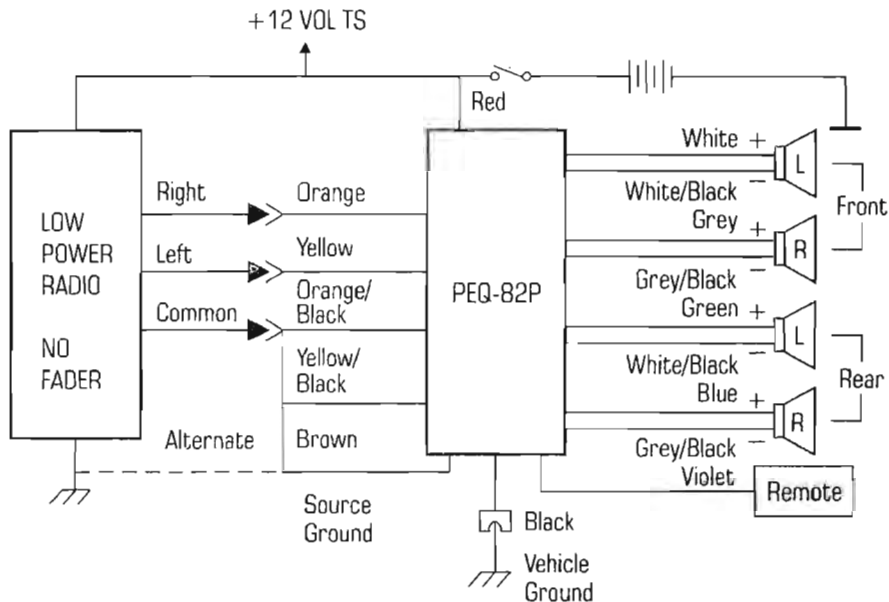 +12 VOL TS
Red
LOW
POWER
RADIO
NO
FADER
Right
Left
Common
Alternate
Orange
Yellow
Orange/
Black
Yellow/
Black
Brown
Source
Ground
PEQ-82P
Black
Vehicle
Ground
White +
L
White/Black –
Grey +
R
Grey/Black –
Front
Green +
L
White/Black –
Blue +
R
Grey/Black –
Rear
Violet
Remote